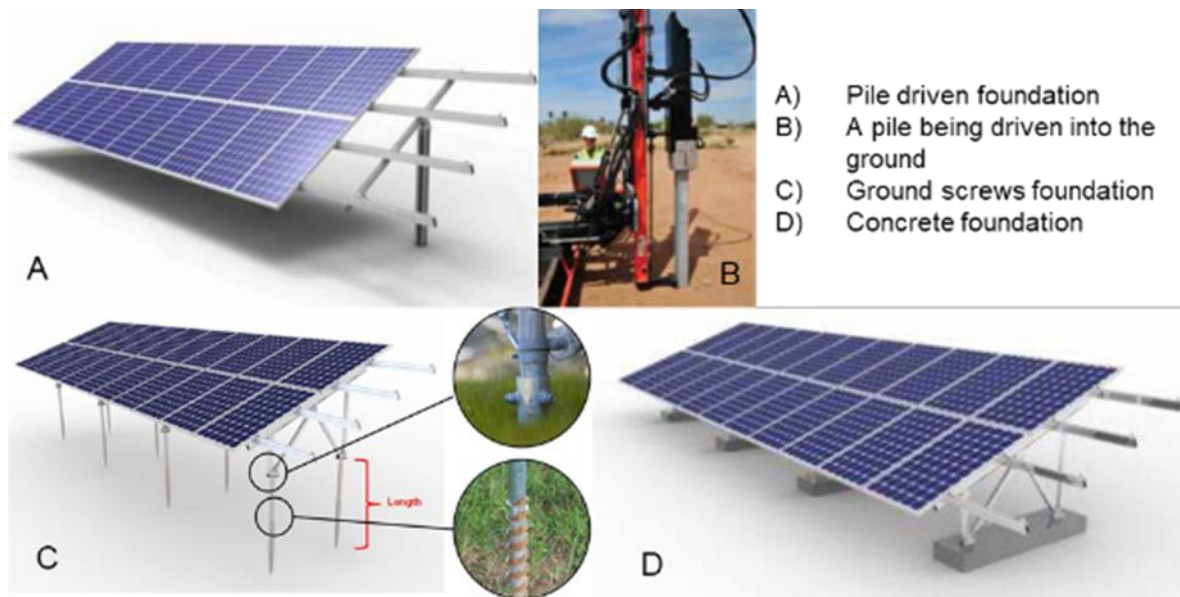 A) Pile driven foundation
B) A pile being driven into the
ground
C) Ground screws foundation
D) Concrete foundation
A
B
Length
C
D